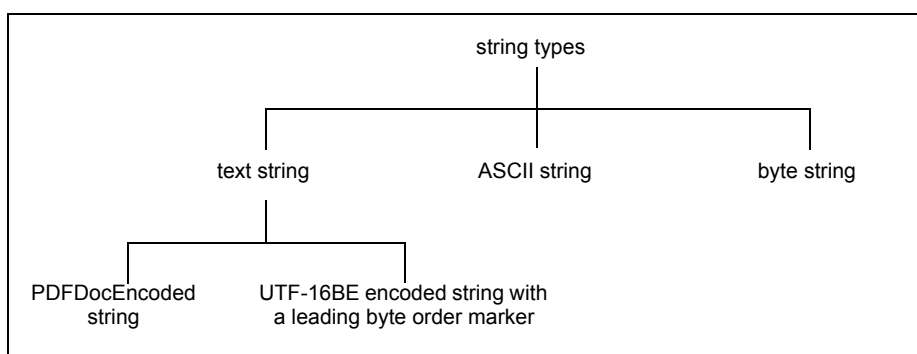 string types
text string
ASCII string
byte string
PDFDocEncoded
string
UTF-16BE encoded string with
a leading byte order marker